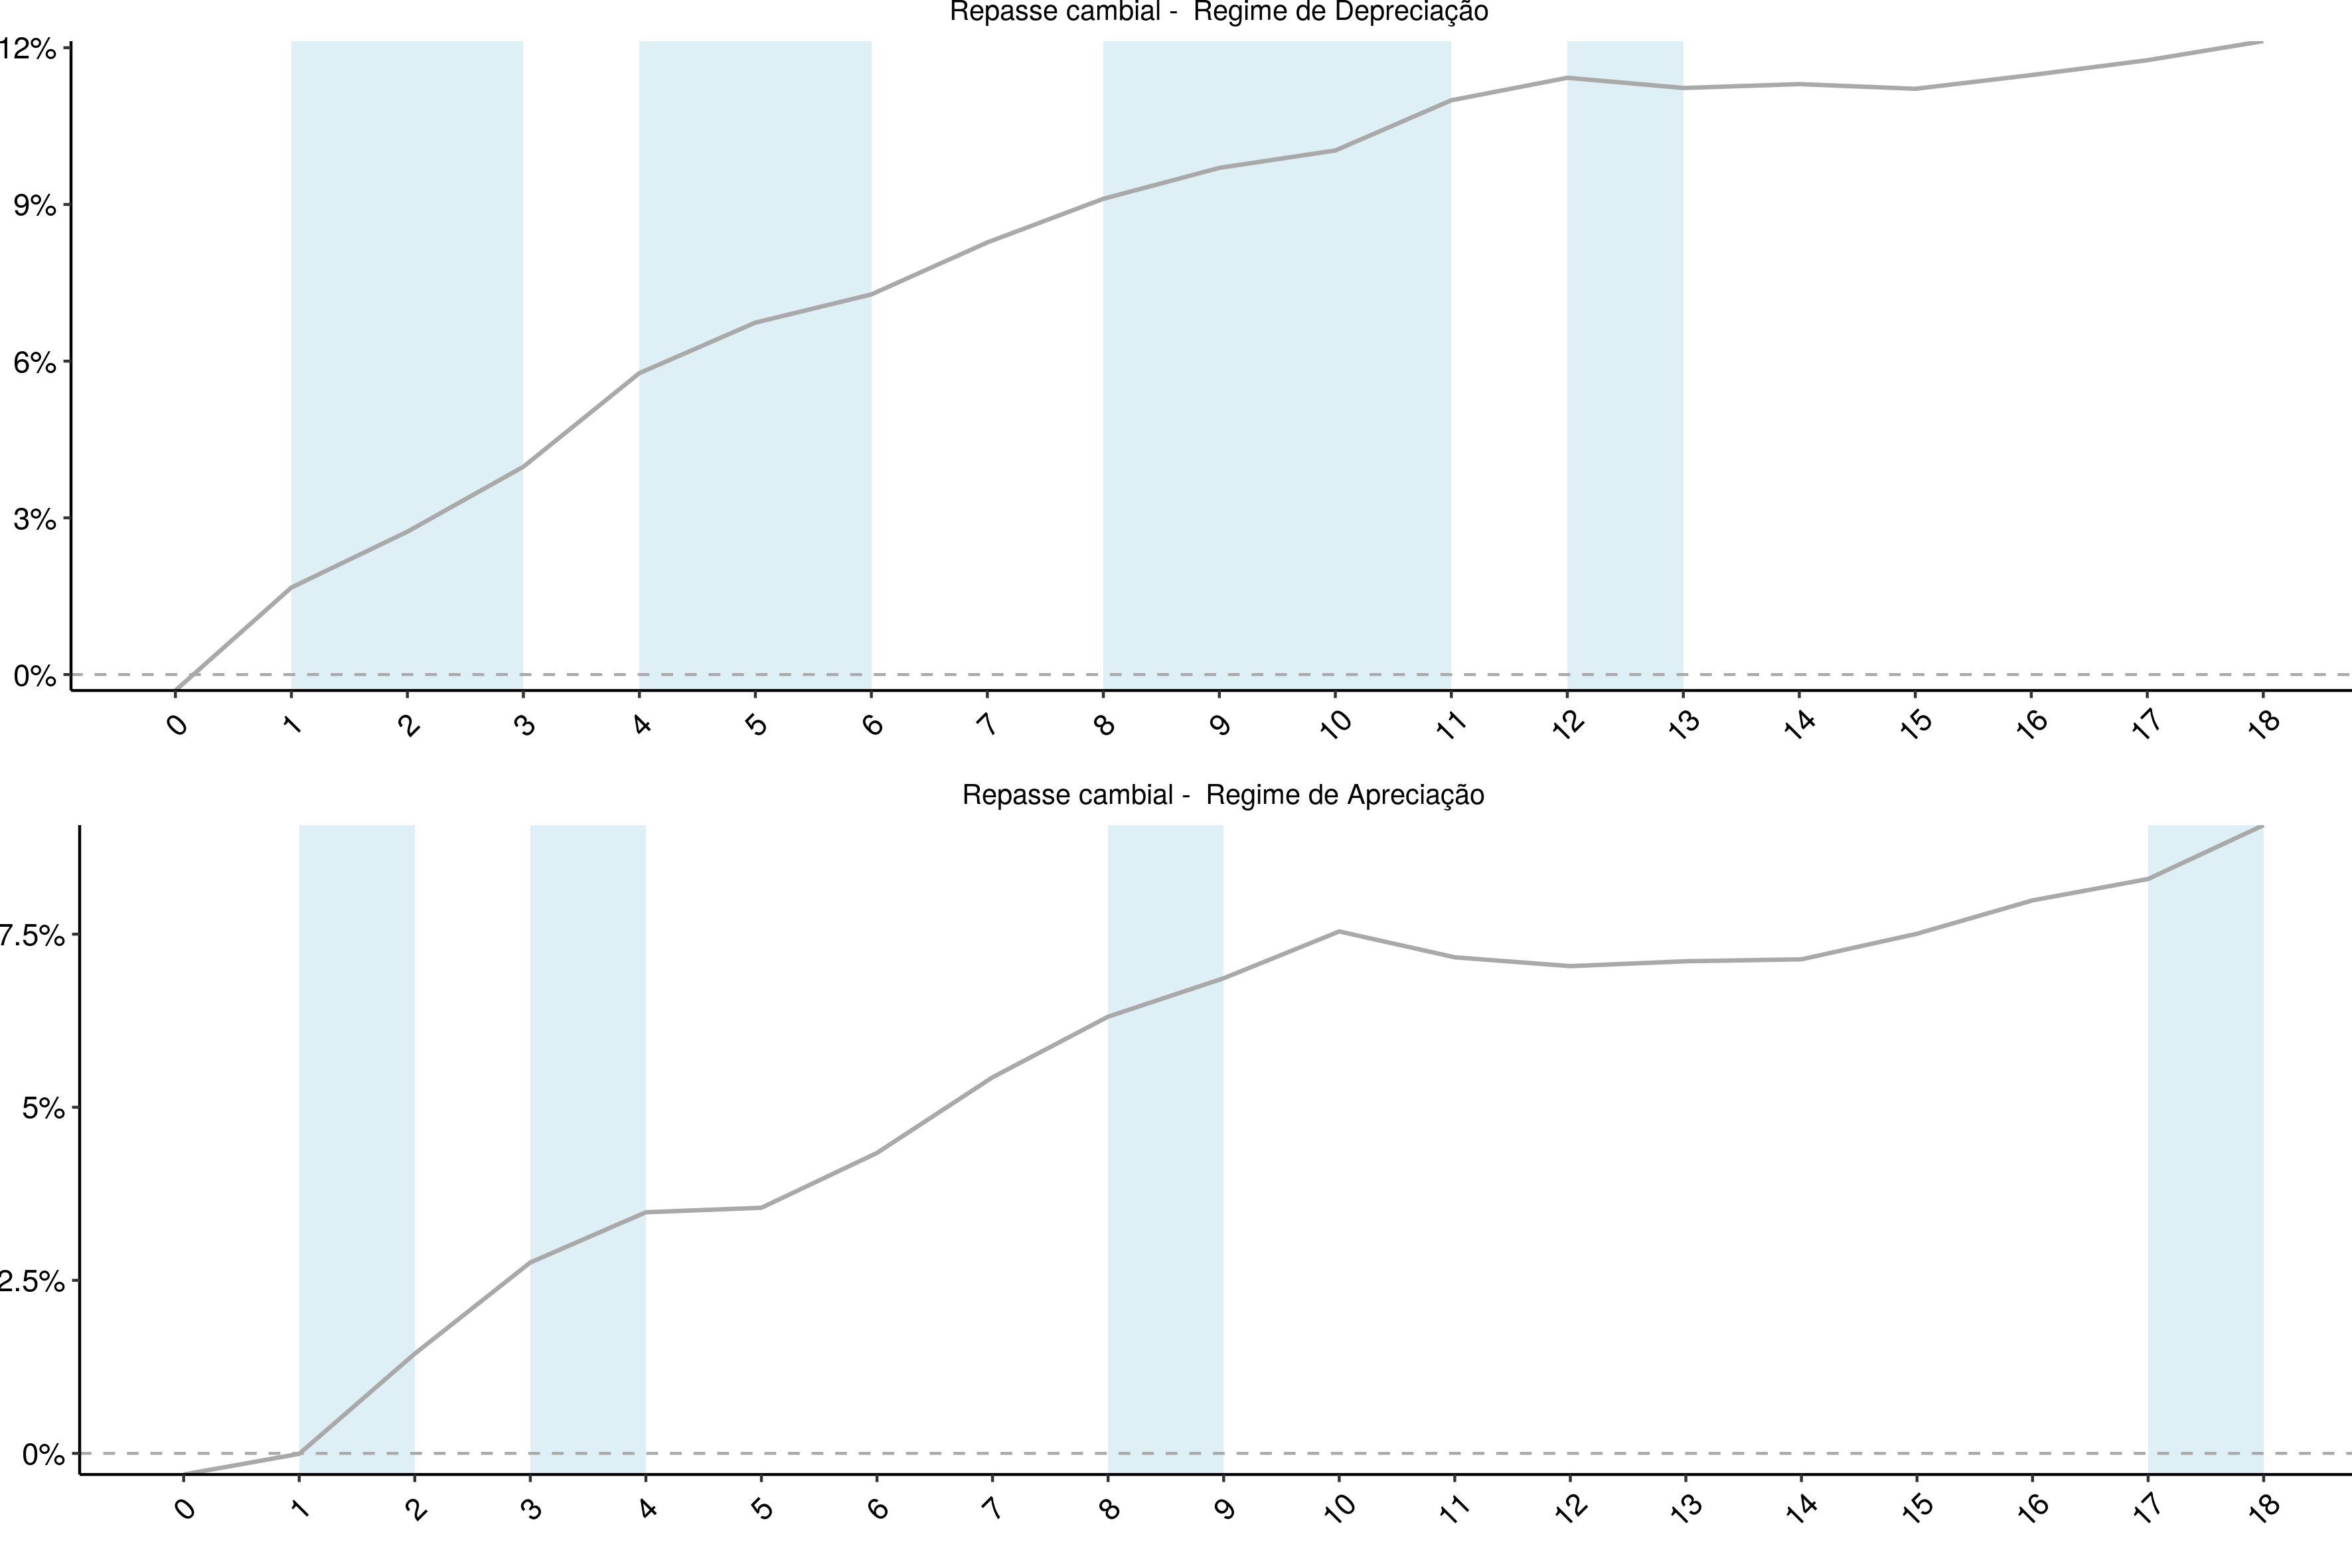 Repasse cambial -  Regime de Depreciação
12%
9%
6%
3%
0%
0 1 2 3 4 5 6 7 8 9 10 11 12 13 14 15 16 17 18
Repasse cambial -  Regime de Apreciação
7.5%
5%
2.5%
0%
0 1 2 3 4 5 6 7 8 9 10 11 12 13 14 15 16 17 18